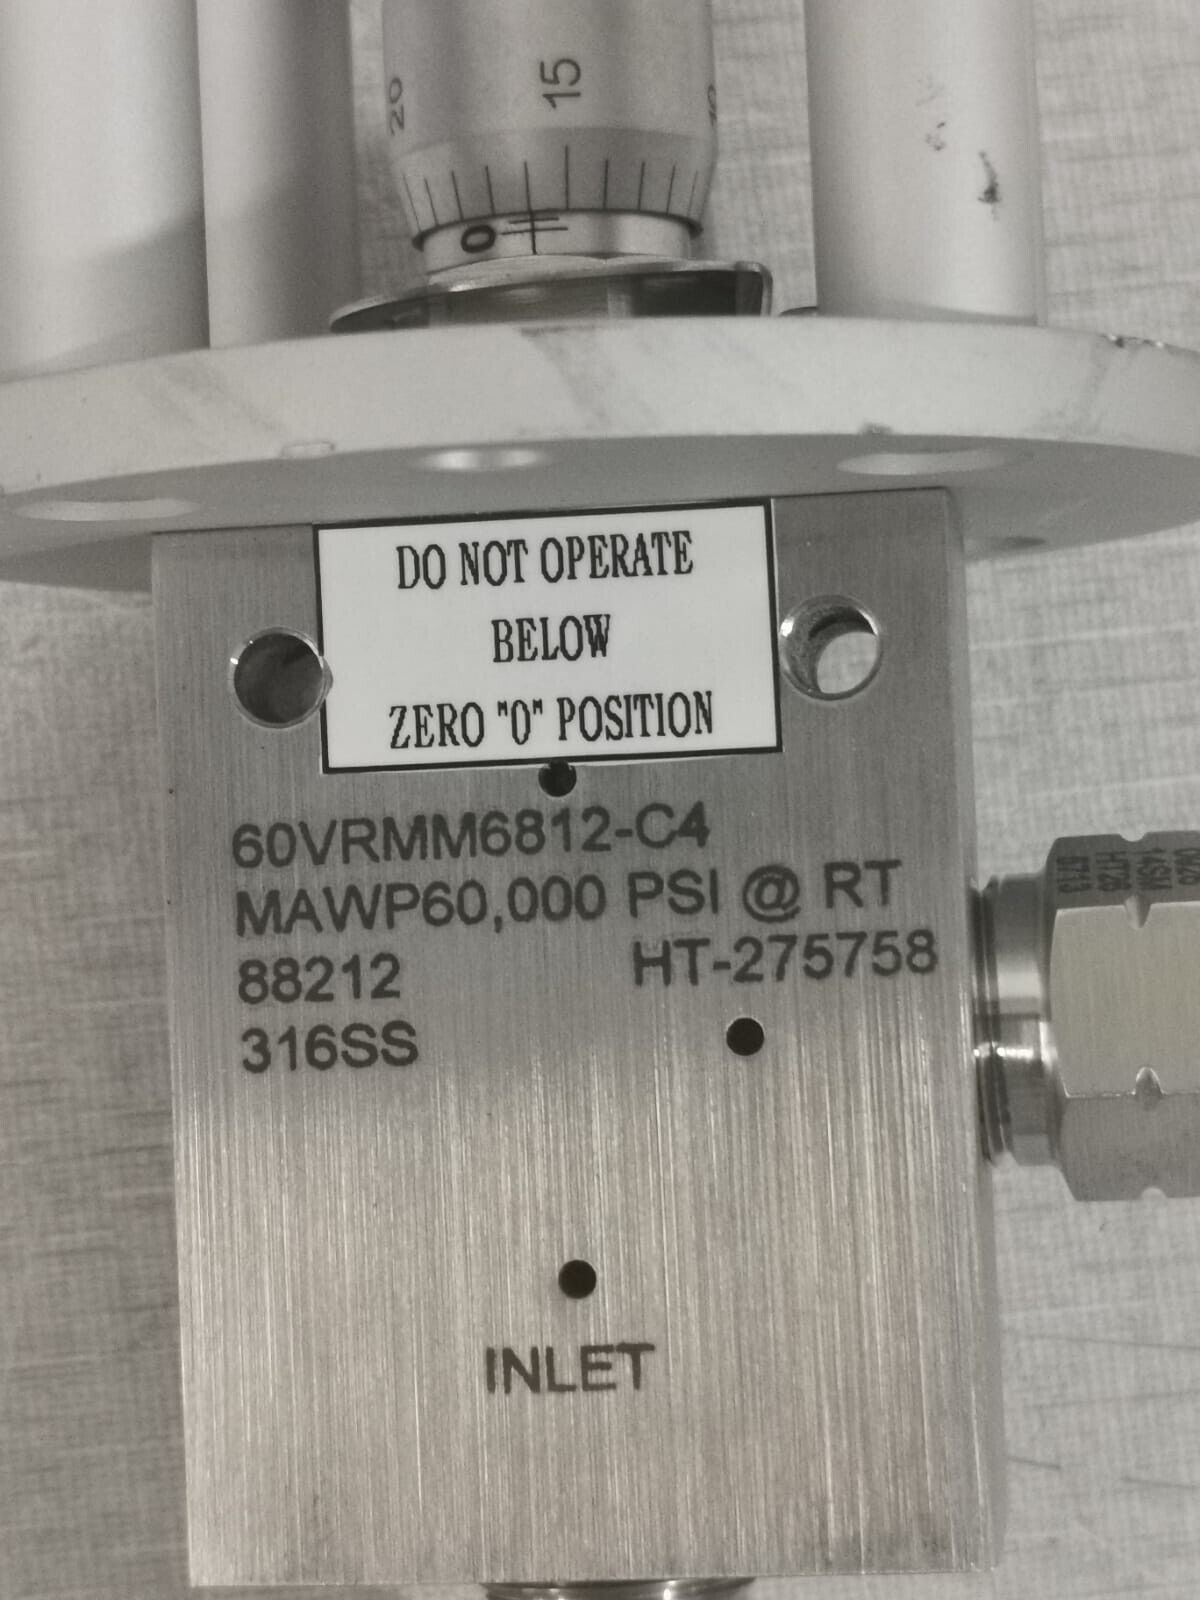 20 15 10
0
DO NOT OPERATE
BELOW
ZERO "0" POSITION
60VRMM6812-C4
MAWP60,000 PSI @ RT
88212 HT-275758
316SS
INLET